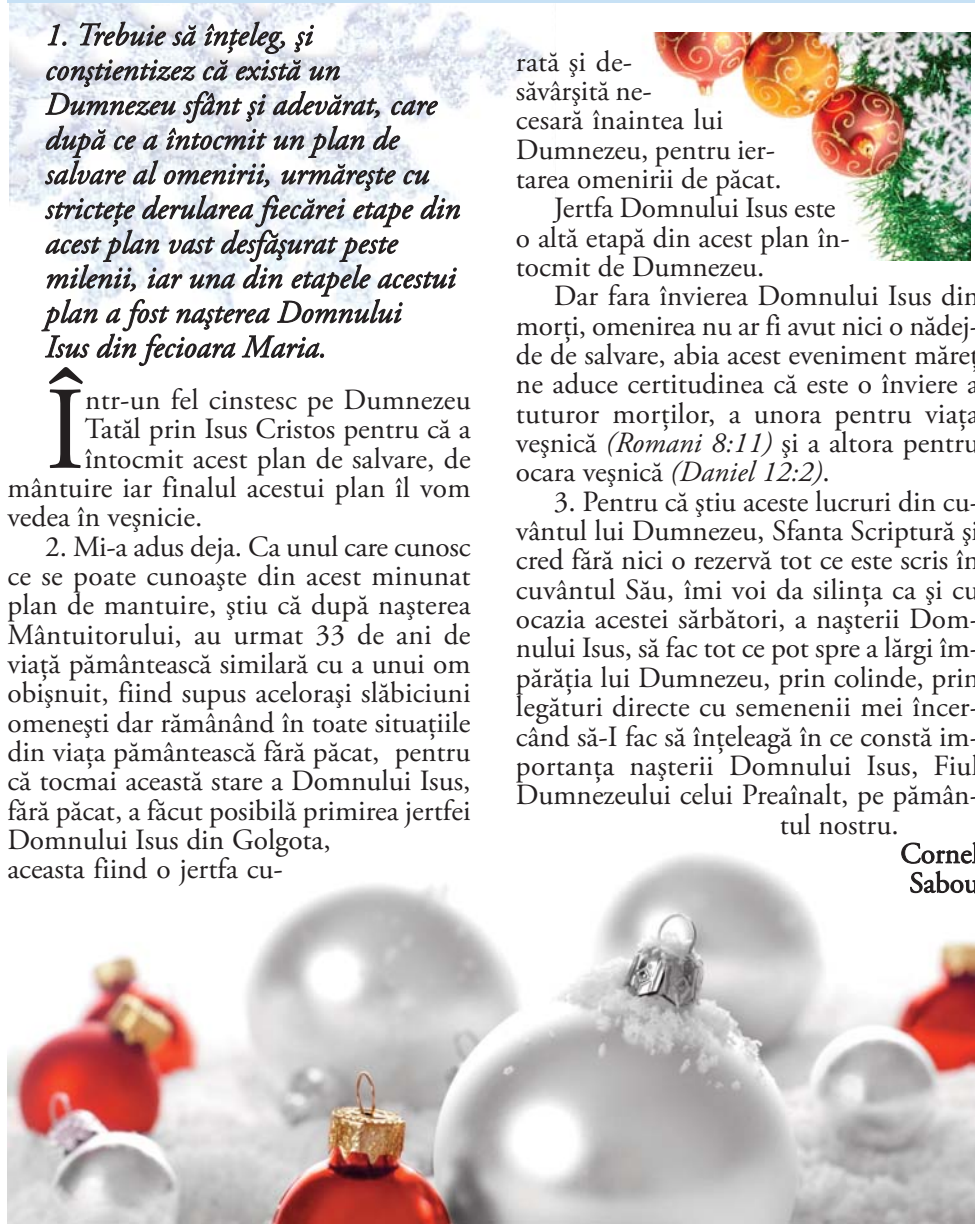 1. Trebuie să înţeleg, şi
conştientizez că există un
Dumnezeu sfânt şi adevărat, care
după ce a întocmit un plan de
salvare al omenirii, urmăreşte cu
stricteţe derularea fiecărei etape din
acest plan vast desfăşurat peste
milenii, iar una din etapele acestui
plan a fost naşterea Domnului
Isus din fecioara Maria.
Într-un fel cinstesc pe Dumnezeu
Tatăl prin Isus Cristos pentru că a
întocmit acest plan de salvare, de
mântuire iar finalul acestui plan îl vom
vedea în veşnicie.
2. Mi-a adus deja. Ca unul care cunosc
ce se poate cunoaşte din acest minunat
plan de mantuire, ştiu că după naşterea
Mântuitorului, au urmat 33 de ani de
viaţă pământească similară cu a unui om
obişnuit, fiind supus aceloraşi slăbiciuni
omeneşti dar rămânând în toate situaţiile
din viaţa pământească fără păcat, pentru
că tocmai această stare a Domnului Isus,
fără păcat, a făcut posibilă primirea jertfei
Domnului Isus din Golgota,
aceasta fiind o jertfa cu-
rată şi de-
săvârşită ne-
cesară înaintea lui
Dumnezeu, pentru ier-
tarea omenirii de păcat.
Jertfa Domnului Isus este
o altă etapă din acest plan în-
tocmit de Dumnezeu.
Dar fara învierea Domnului Isus din
morţi, omenirea nu ar fi avut nici o nădej-
de de salvare, abia acest eveniment măreţ
ne aduce certitudinea că este o înviere a
tuturor morţilor, a unora pentru viaţa
veşnică (Romani 8:11) şi a altora pentru
ocara veşnică (Daniel 12:2).
3. Pentru că ştiu aceste lucruri din cu-
vântul lui Dumnezeu, Sfanta Scriptură şi
cred fără nici o rezervă tot ce este scris în
cuvântul Său, îmi voi da silinţa ca şi cu
ocazia acestei sărbători, a naşterii Dom-
nului Isus, să fac tot ce pot spre a lărgi îm-
părăţia lui Dumnezeu, prin colinde, prin
legături directe cu semenenii mei încer-
când să-I fac să înţeleagă în ce constă im-
portanţa naşterii Domnului Isus, Fiul
Dumnezeului celui Preaînalt, pe pămân-
tul nostru.
Cornel
Sabou